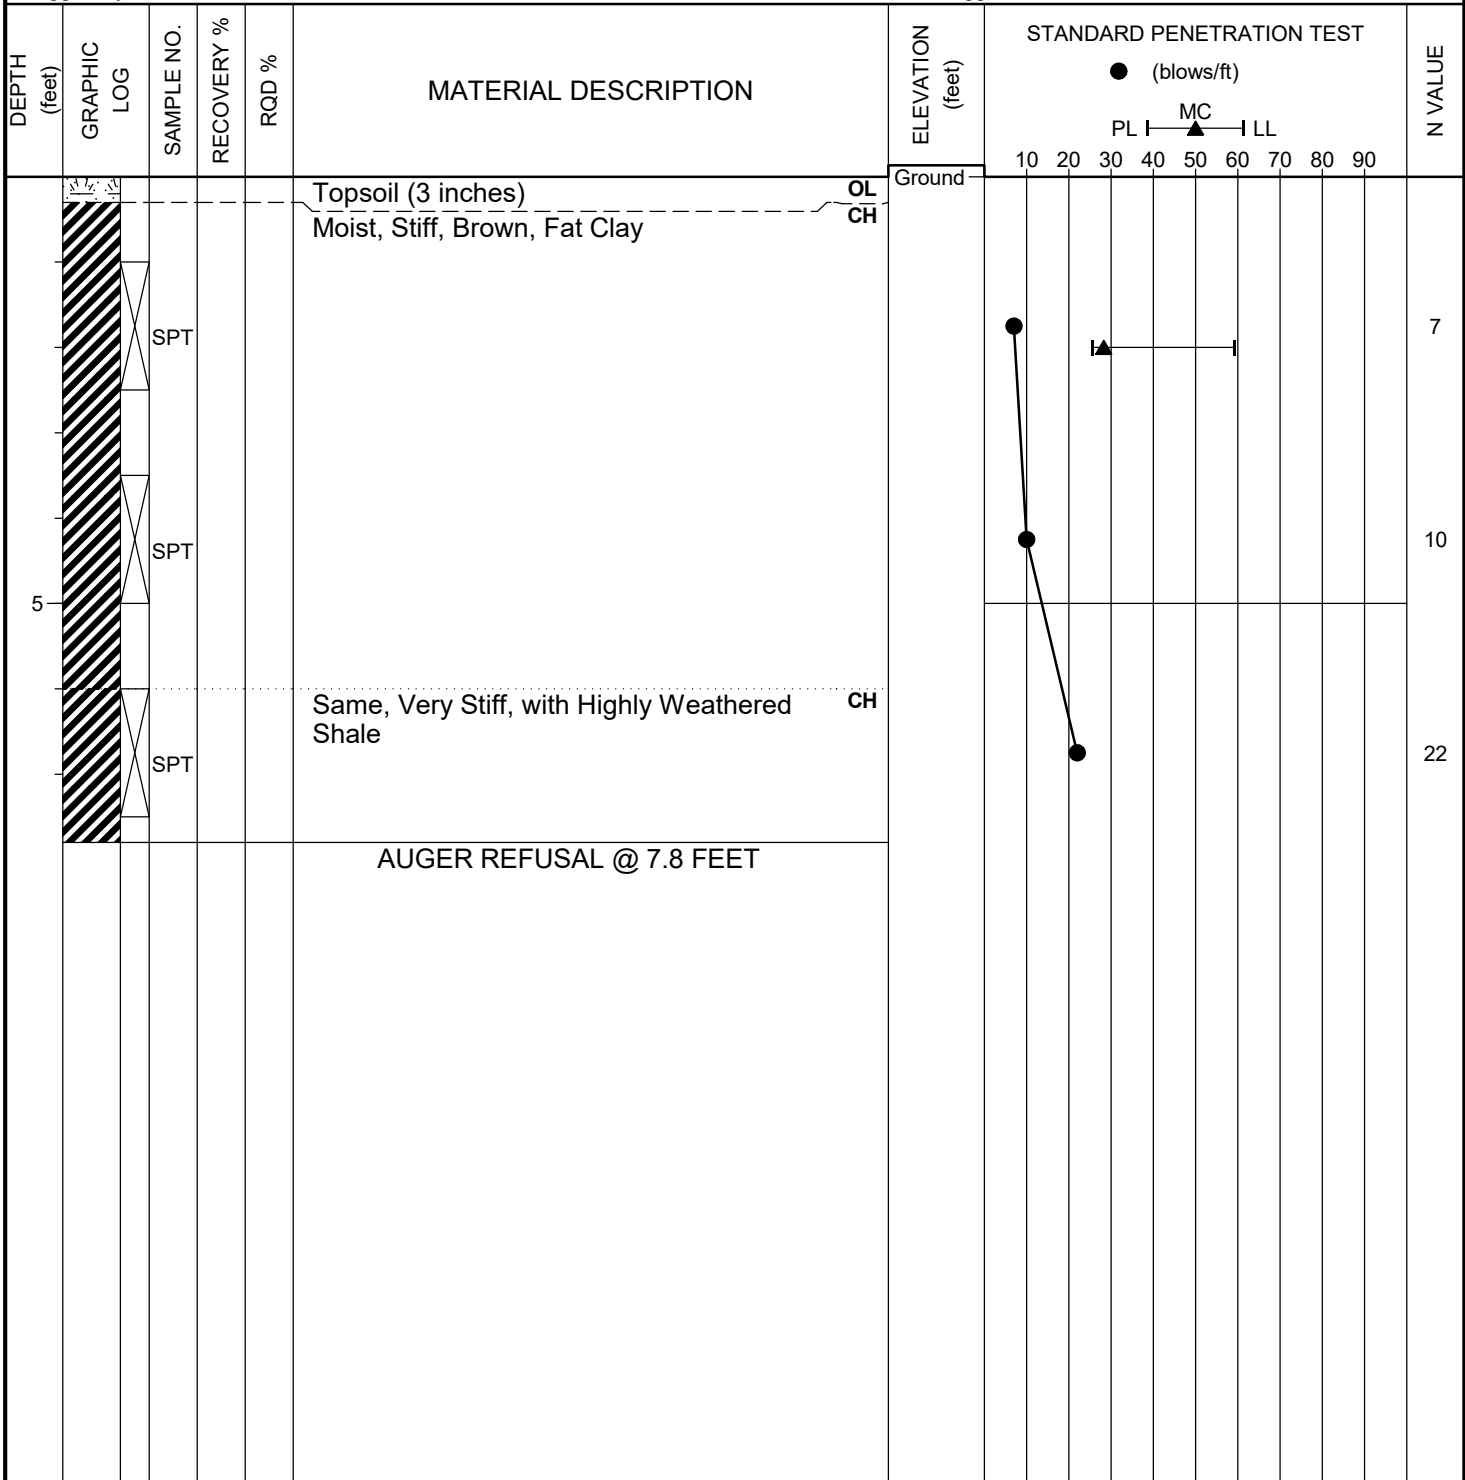 DEPTH
(feet)
GRAPHIC
LOG
SAMPLE NO.
RECOVERY %
RQD %
MATERIAL DESCRIPTION
ELEVATION
(feet)
STANDARD PENETRATION TEST
(blows/ft)
MC
PL LL
10 20 30 40 50 60 70 80 90
N VALUE
Ground
Topsoil (3 inches) OL
CH
Moist, Stiff, Brown, Fat Clay
SPT 7
SPT 10
5
Same, Very Stiff, with Highly Weathered CH
Shale
SPT 22
AUGER REFUSAL @ 7.8 FEET